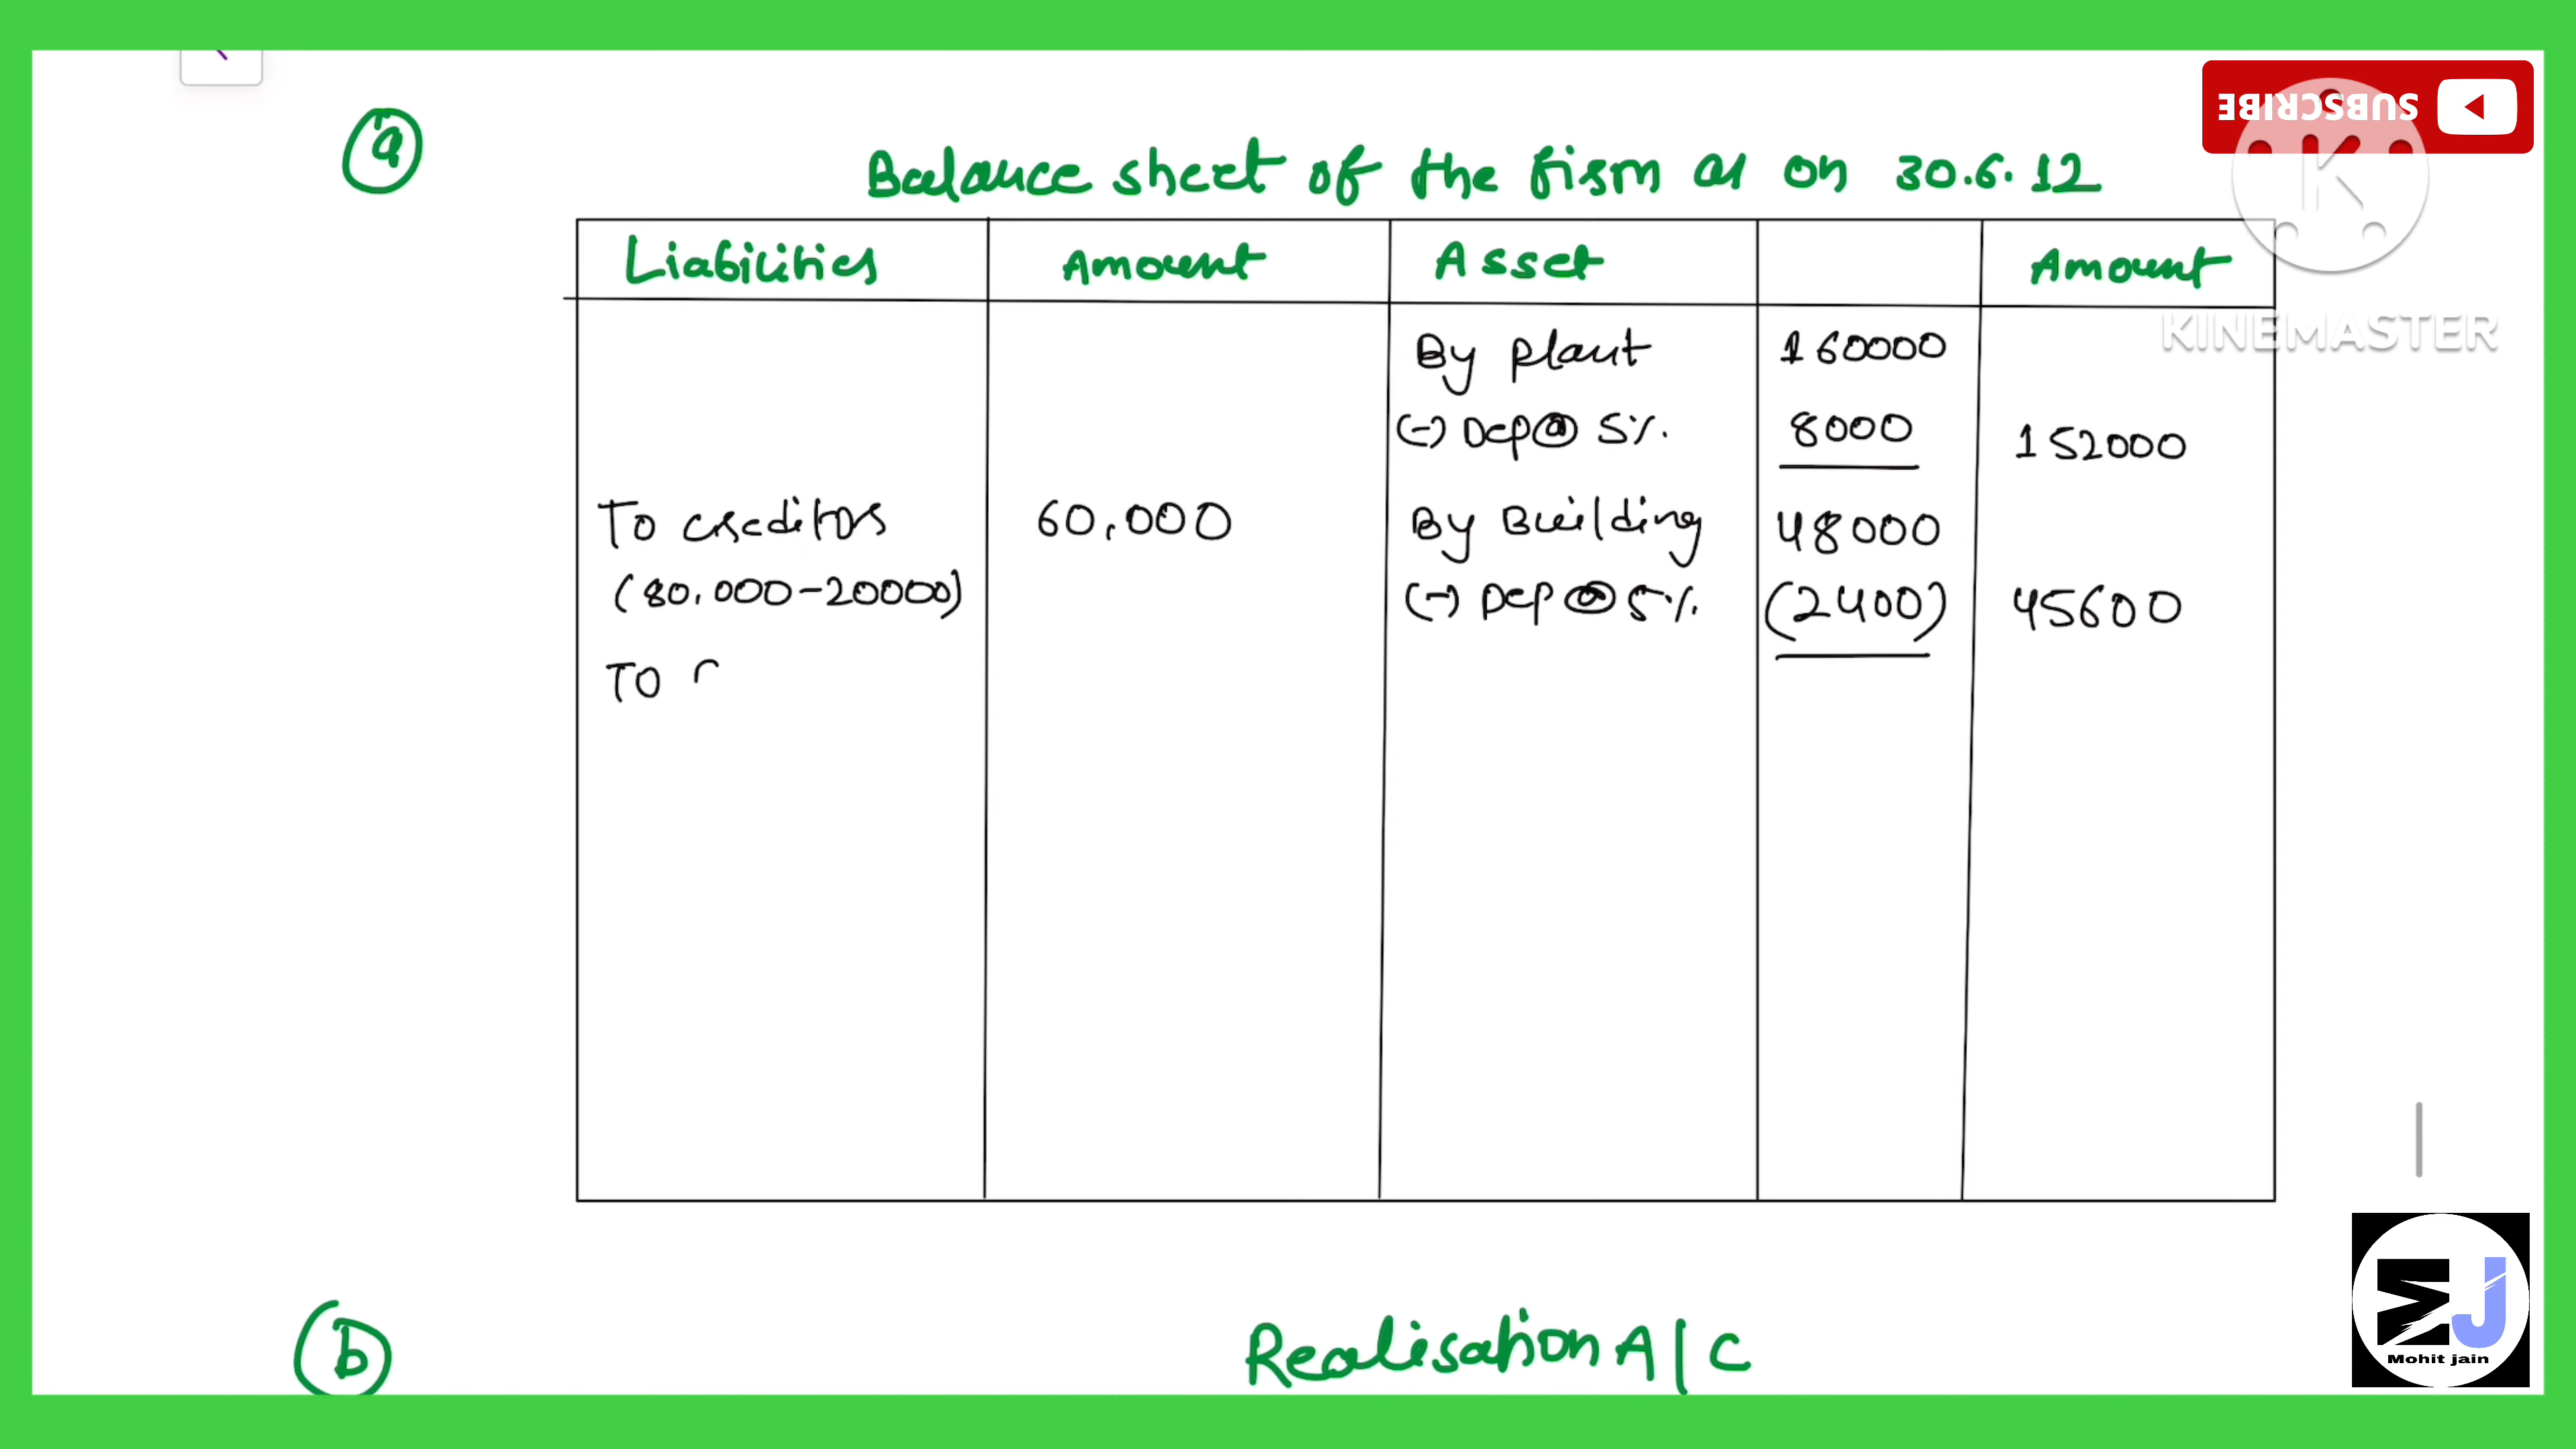 SUBSCRIBE
KINEMASTER
a
Balance sheet of the firm as on 30.6.12
Liabilities Amount Asset Amount
By plant 160000
(-) Dep@ 5% 8000 152000
To creditors 60,000 By Building 48000
(80,000-20000) (-) Dep @ 5% (2400) 45600
To
b
Realisation A/C
MJ
Mohit jain